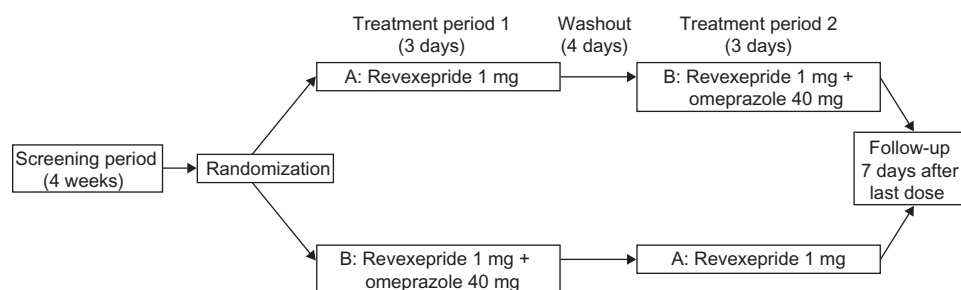 Treatment period 1
(3 days)
Washout
(4 days)
Treatment period 2
(3 days)
A: Revexepride 1 mg
B: Revexepride 1 mg +
omeprazole 40 mg
Screening period
(4 weeks)
Randomization
Follow-up
7 days after
last dose
B: Revexepride 1 mg +
omeprazole 40 mg
A: Revexepride 1 mg